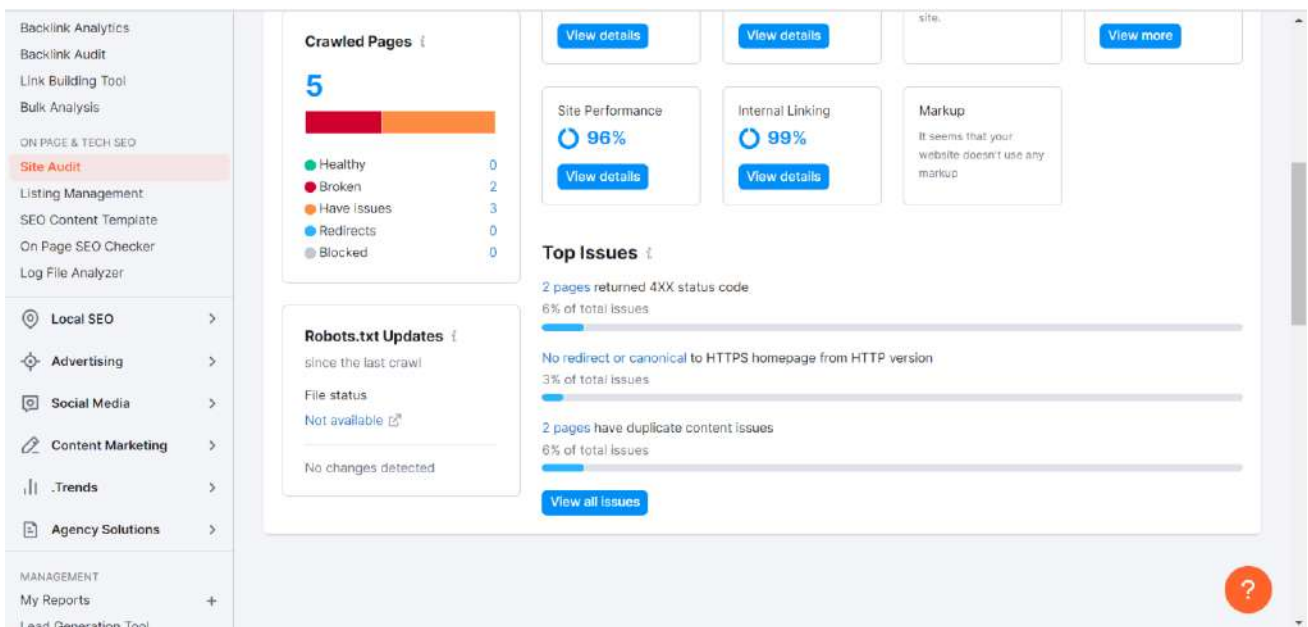 Backlink Analytics
Backlink Audit
Link Building Tool
Bulk Analysis
ON PAGE & TECH SEO
Site Audit
Listing Management
SEO Content Template
On Page SEO Checker
Log File Analyzer
Local SEO
Advertising
Social Media
Content Marketing
.Trends
Agency Solutions
MANAGEMENT
My Reports +
Lead Generation Tool
Crawled Pages i
5
Healthy 0
Broken 2
Have issues 3
Redirects 0
Blocked 0
Robots.txt Updates i
since the last crawl
File status
Not available
No changes detected
View details
View details
site.
View more
Site Performance
96%
View details
Internal Linking
99%
View details
Markup
It seems that your
website doesn't use any
markup
Top Issues i
2 pages returned 4XX status code
6% of total issues
No redirect or canonical to HTTPS homepage from HTTP version
3% of total issues
2 pages have duplicate content issues
6% of total issues
View all issues
?